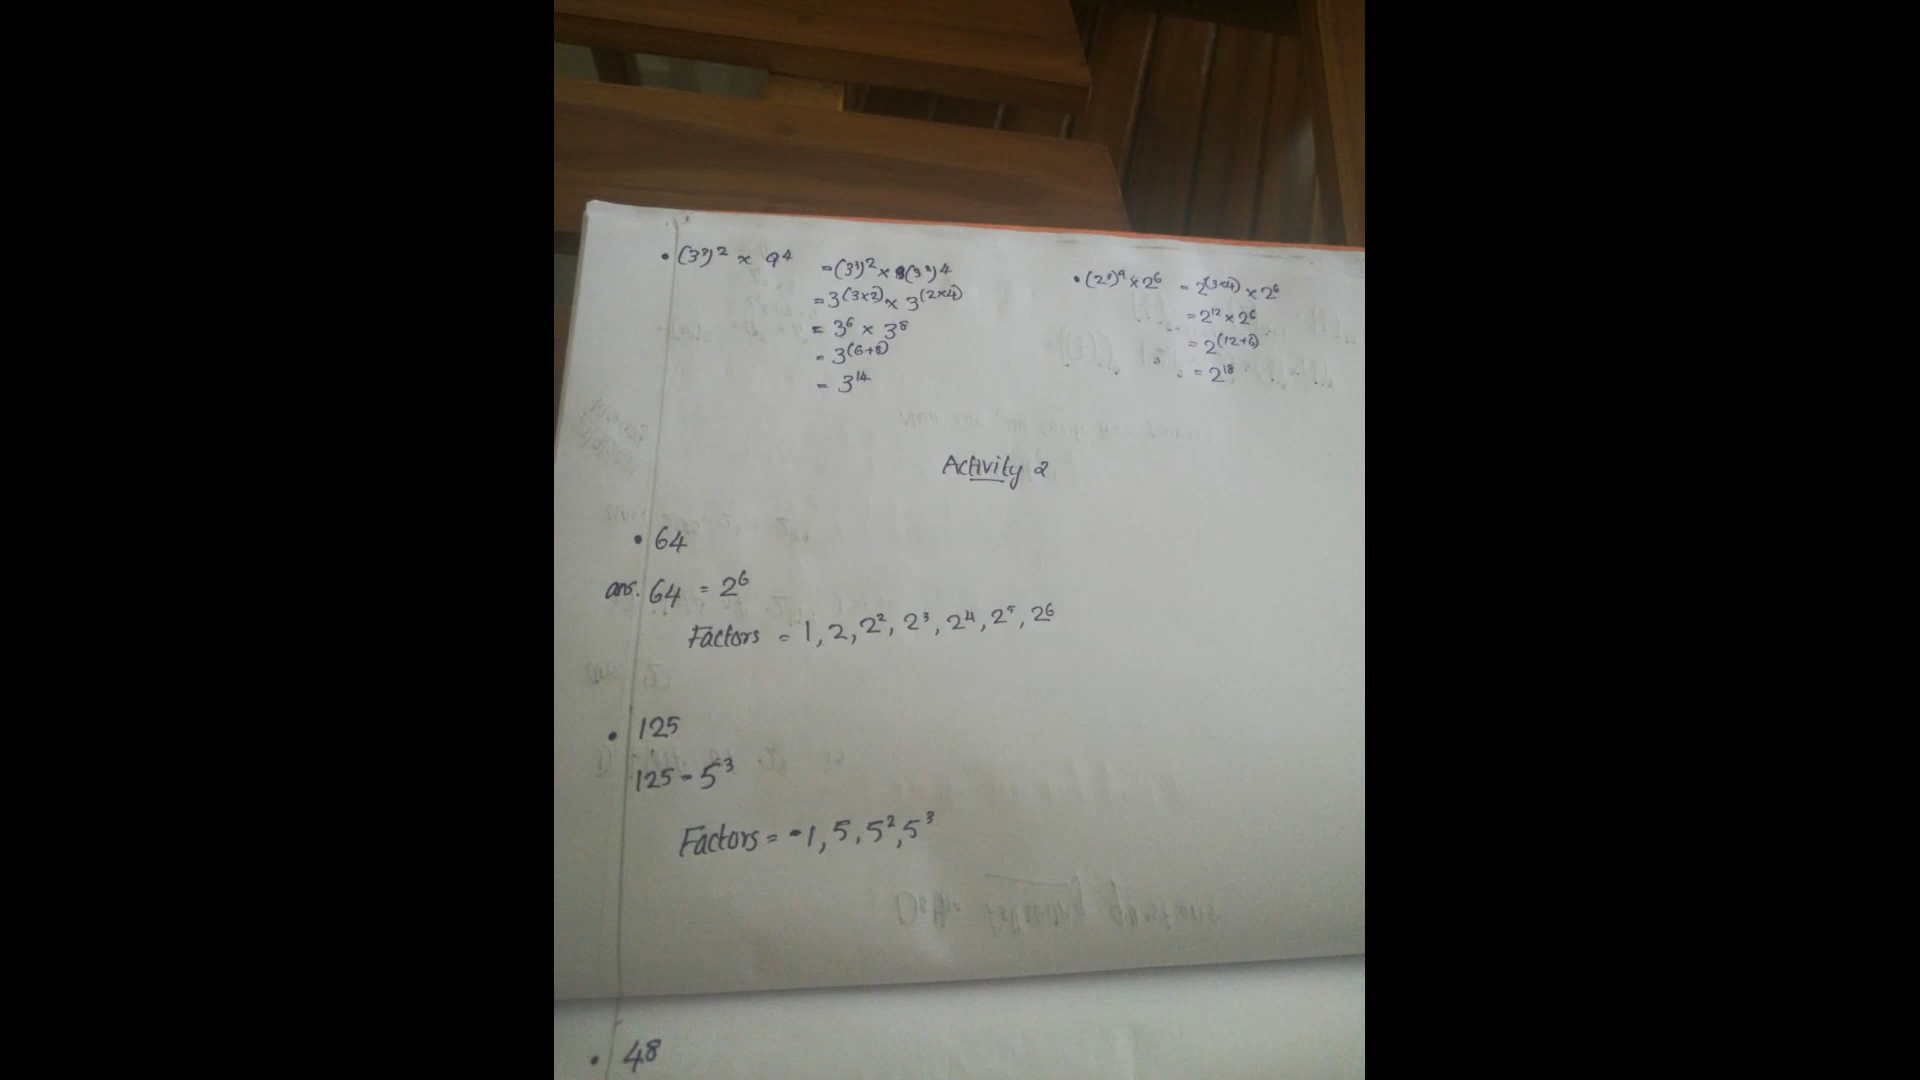 • (3³)² × 9⁴ = (3³)² × (3²)⁴
= 3^(3×2) × 3^(2×4)
= 3⁶ × 3⁸
= 3^(6+8)
= 3¹⁴
• (2³)⁴ × 2⁶ = 2^(3×4) × 2⁶
= 2¹² × 2⁶
= 2^(12+6)
= 2¹⁸
Activity 2
• 64
ans. 64 = 2⁶
Factors = 1, 2, 2², 2³, 2⁴, 2⁵, 2⁶
• 125
125 = 5³
Factors = 1, 5, 5², 5³
• 48